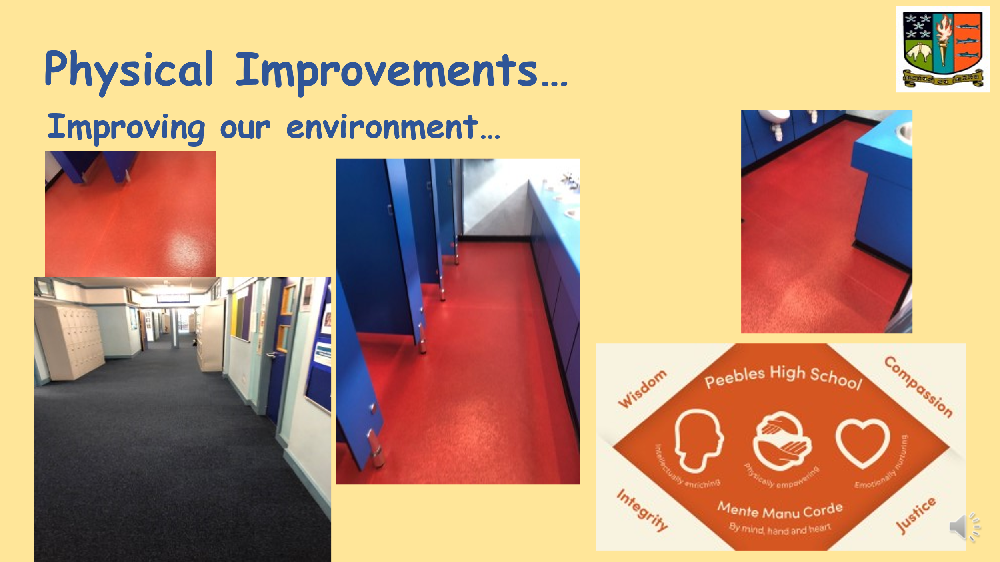 Physical Improvements...
Improving our environment...
Wisdom
Compassion
Peebles High School
Intellectually enriching
Physically empowering
Emotionally nurturing
Mente Manu Corde
By mind, hand and heart
Integrity
Justice